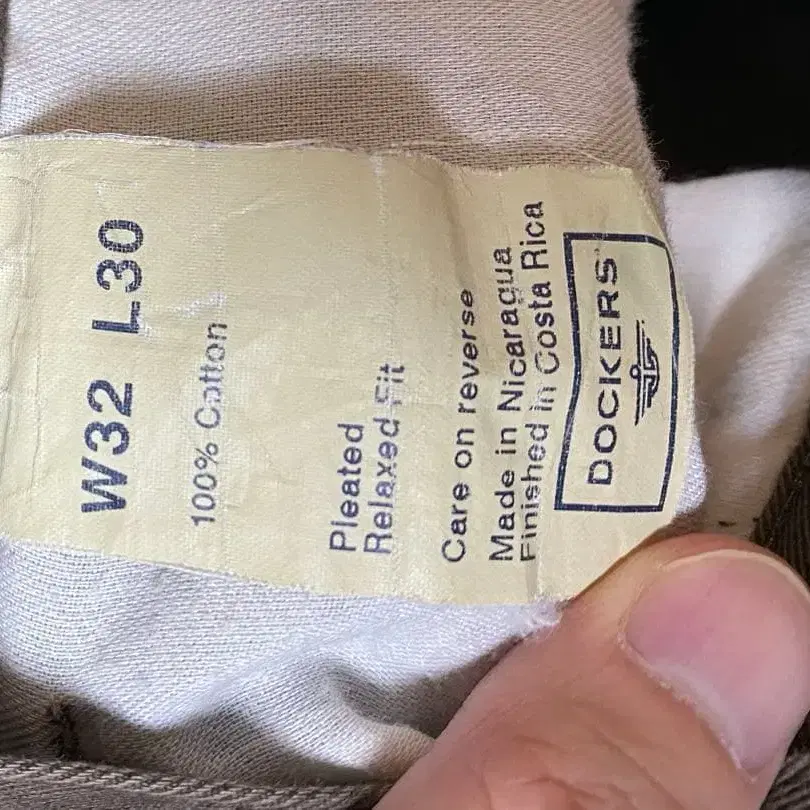 W32 L30
100% Cotton
Pleated
Relaxed Fit
Care on reverse
Made in Nicaragua
Finished in Costa Rica
DOCKERS